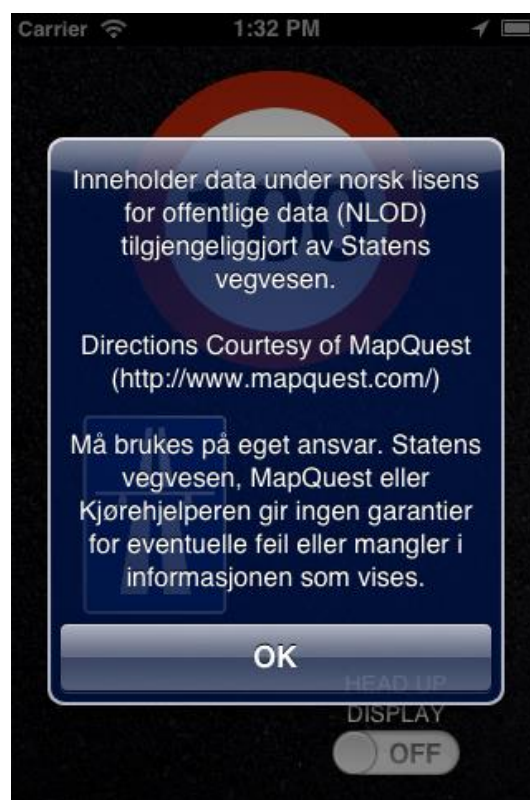 Carrier 1:32 PM
100
Inneholder data under norsk lisens
for offentlige data (NLOD)
tilgjengeliggjort av Statens
vegvesen.
Directions Courtesy of MapQuest
(http://www.mapquest.com/)
Må brukes på eget ansvar. Statens
vegvesen, MapQuest eller
Kjørehjelperen gir ingen garantier
for eventuelle feil eller mangler i
informasjonen som vises.
OK
HEAD UP
DISPLAY
OFF